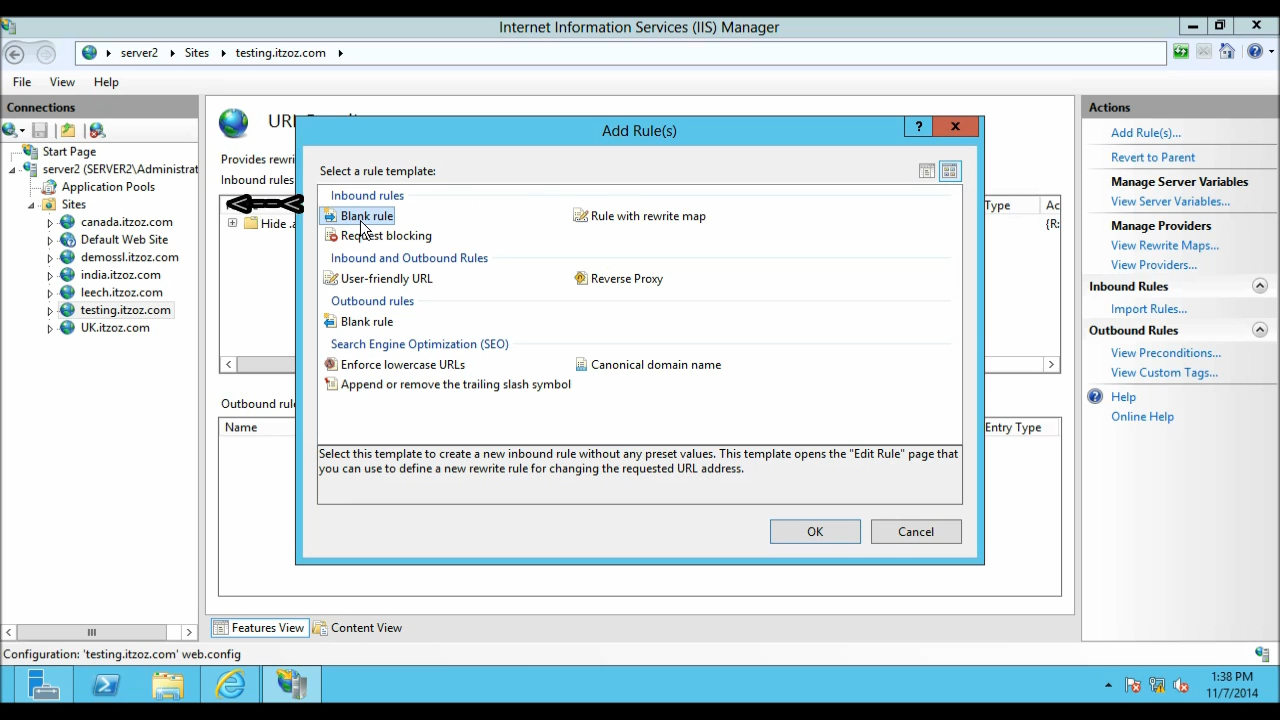 Internet Information Services (IIS) Manager
server2 Sites testing.itzoz.com
File View Help
Connections
Start Page
server2 (SERVER2\Administrat
Application Pools
Sites
canada.itzoz.com
Default Web Site
demossl.itzoz.com
india.itzoz.com
leech.itzoz.com
testing.itzoz.com
UK.itzoz.com
Provides rewri
Inbound rules
Hide .a
Type Ac
{R:
Outbound rule
Name Entry Type
Add Rule(s)
?
Select a rule template:
Inbound rules
Blank rule Rule with rewrite map
Request blocking
Inbound and Outbound Rules
User-friendly URL Reverse Proxy
Outbound rules
Blank rule
Search Engine Optimization (SEO)
Enforce lowercase URLs Canonical domain name
Append or remove the trailing slash symbol
Select this template to create a new inbound rule without any preset values. This template opens the "Edit Rule" page that
you can use to define a new rewrite rule for changing the requested URL address.
OK Cancel
Features View Content View
Actions
Add Rule(s)...
Revert to Parent
Manage Server Variables
View Server Variables...
Manage Providers
View Rewrite Maps...
View Providers...
Inbound Rules
Import Rules...
Outbound Rules
View Preconditions...
View Custom Tags...
Help
Online Help
Configuration: 'testing.itzoz.com' web.config
1:38 PM
11/7/2014